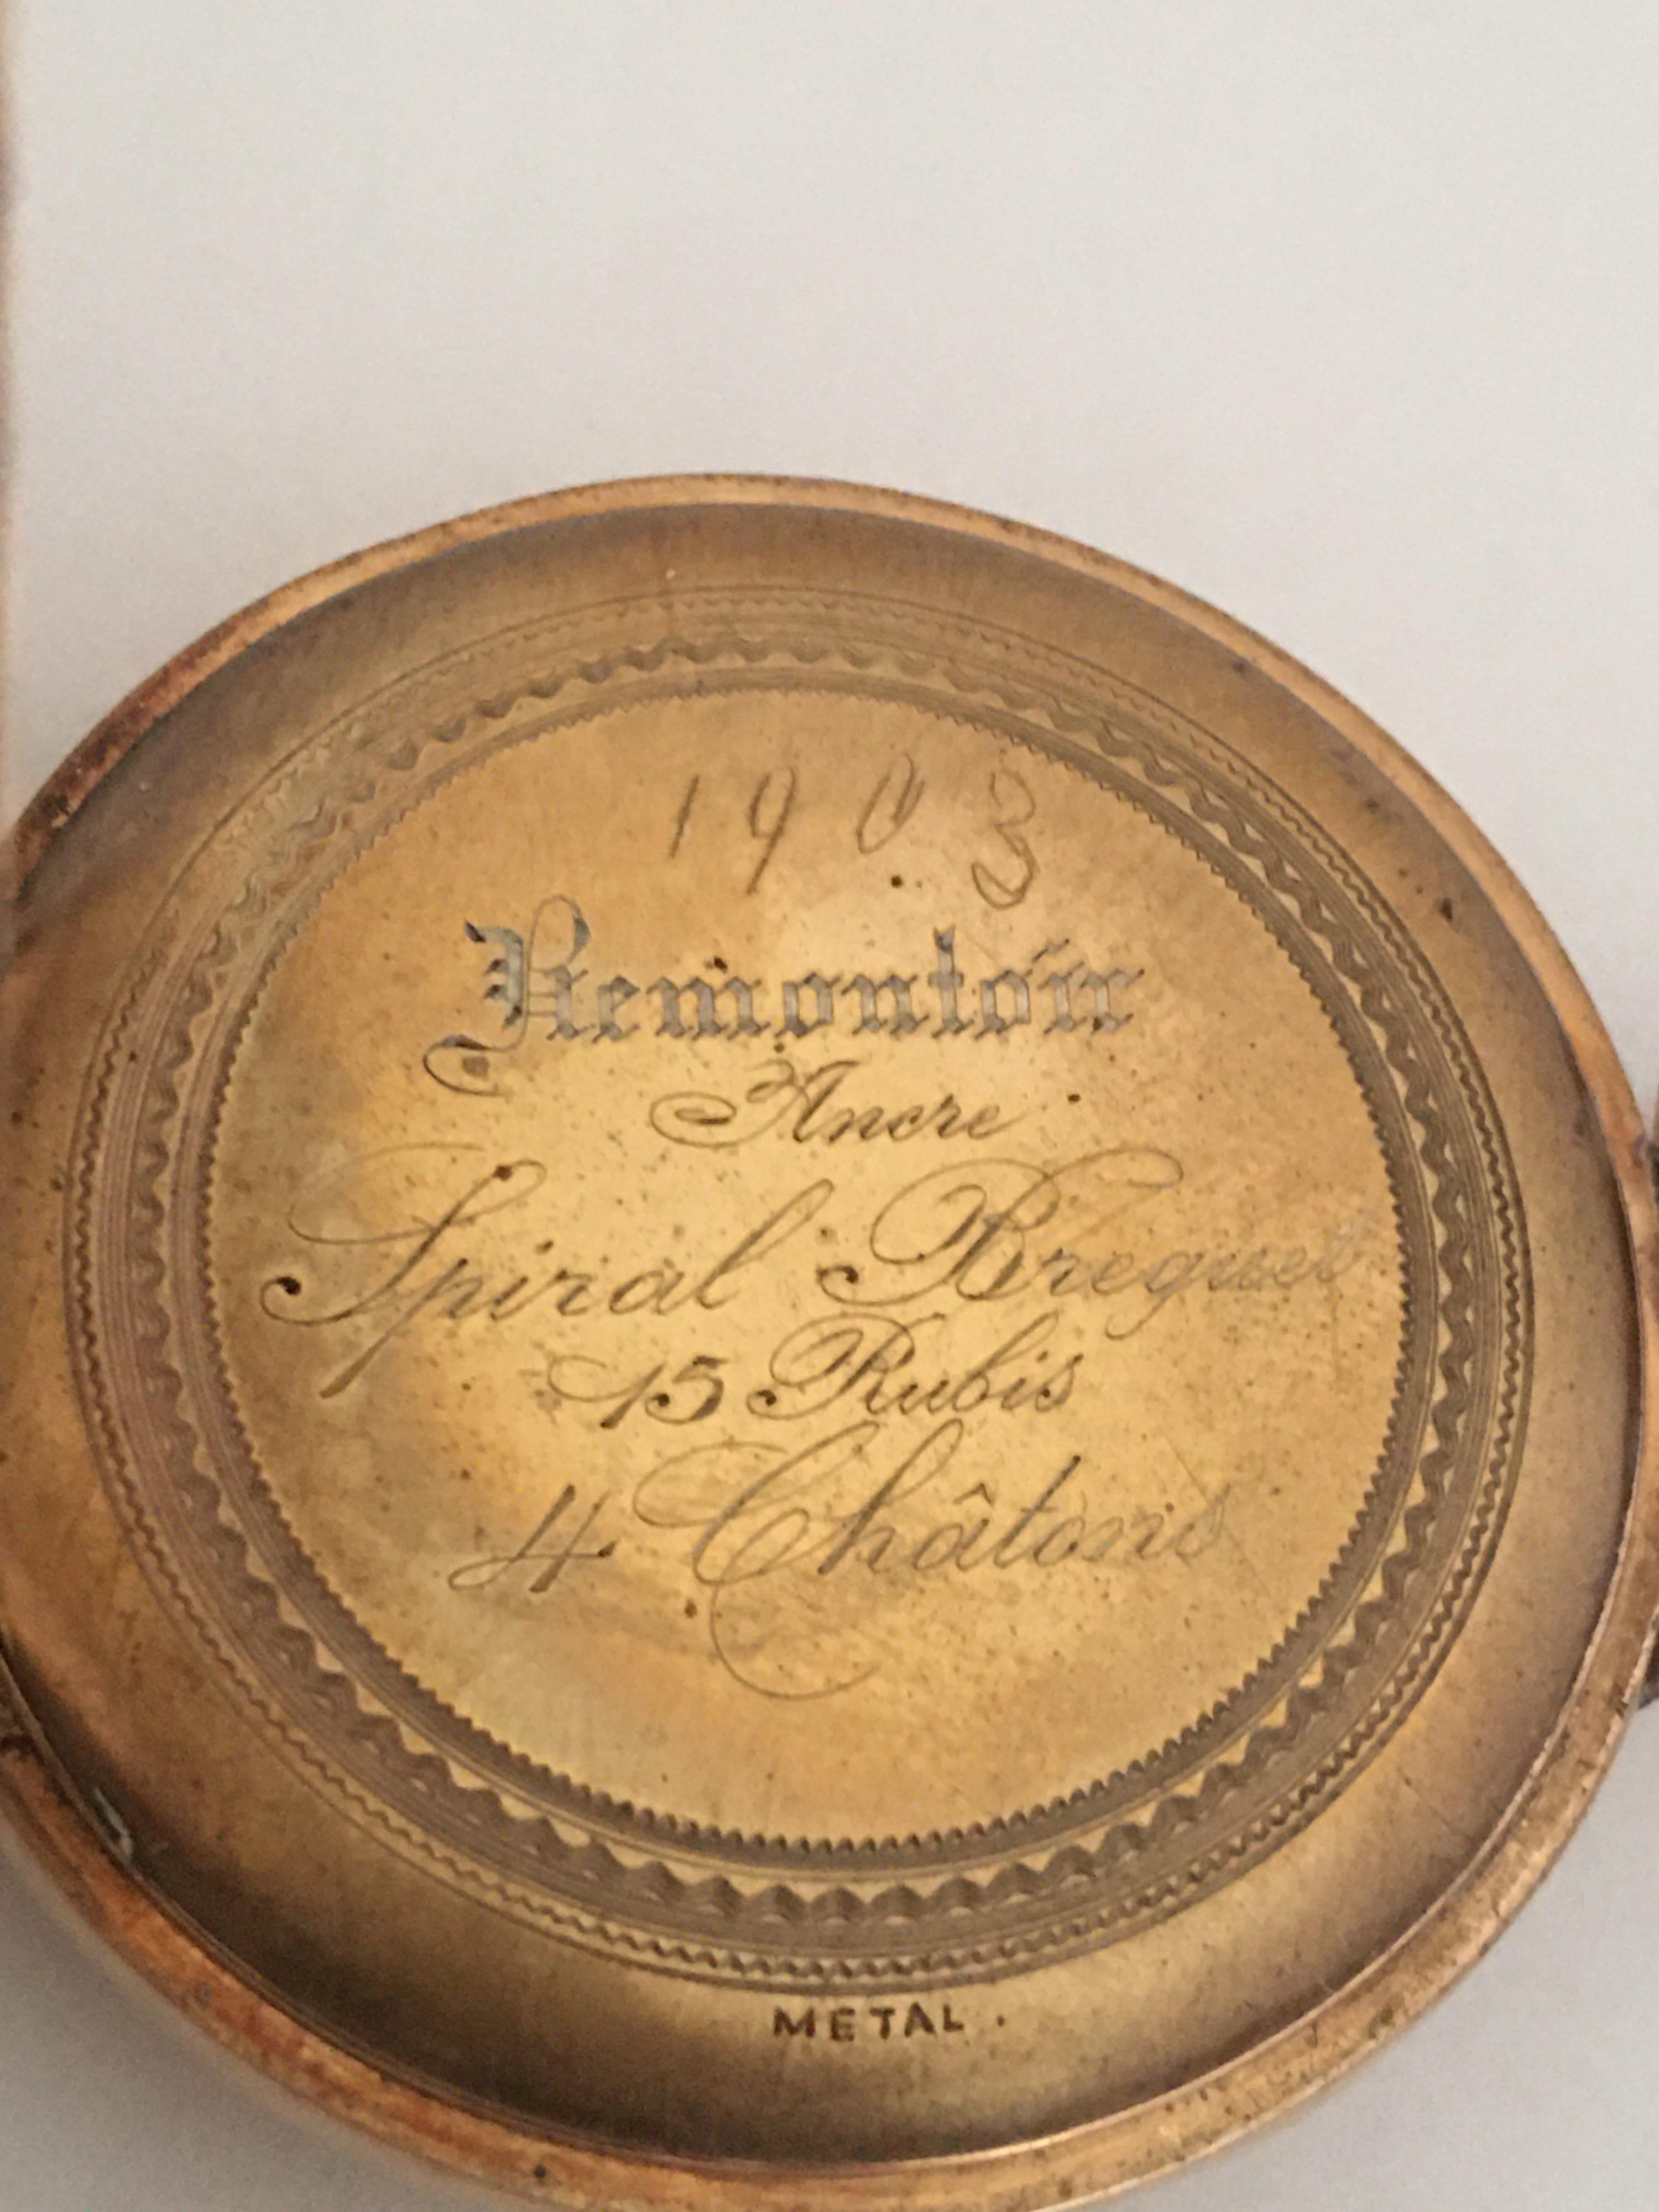 1903
Remontoir
Ancre
Spiral Breguet
15 Rubis
4 Châtons
METAL.